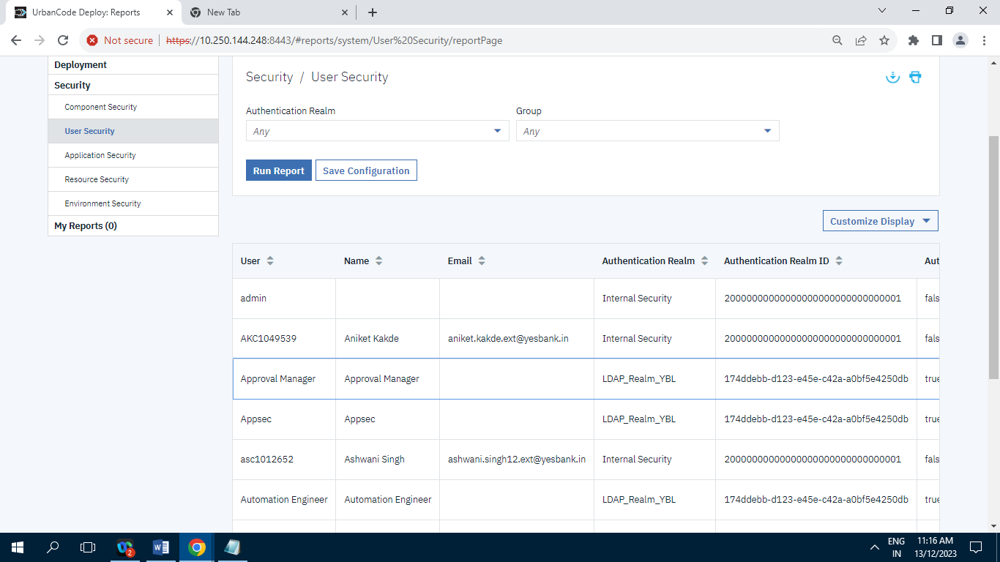 UrbanCode Deploy: Reports
New Tab
Not secure
https://10.250.144.248:8443/#reports/system/User%20Security/reportPage
Deployment
Security
Component Security
User Security
Application Security
Resource Security
Environment Security
My Reports (0)
Security / User Security
Authentication Realm Group
Any Any
Run Report Save Configuration
Customize Display
User Name Email Authentication Realm Authentication Realm ID Aut
admin Internal Security 20000000000000000000000000000001 fals
AKC1049539 Aniket Kakde aniket.kakde.ext@yesbank.in Internal Security 20000000000000000000000000000001 fals
Approval Manager Approval Manager LDAP_Realm_YBL 174ddebb-d123-e45e-c42a-a0bf5e4250db true
Appsec Appsec LDAP_Realm_YBL 174ddebb-d123-e45e-c42a-a0bf5e4250db true
asc1012652 Ashwani Singh ashwani.singh12.ext@yesbank.in Internal Security 20000000000000000000000000000001 fals
Automation Engineer Automation Engineer LDAP_Realm_YBL 174ddebb-d123-e45e-c42a-a0bf5e4250db true
2
ENG
IN
11:16 AM
13/12/2023